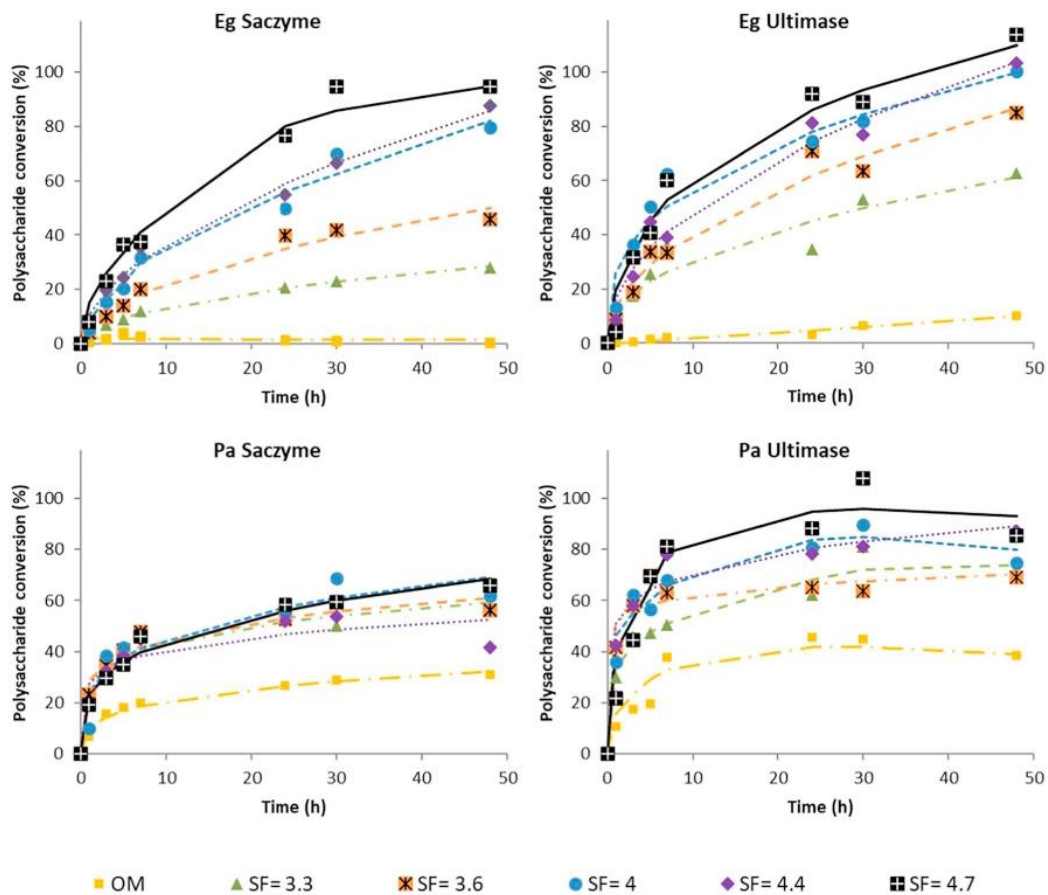 Eg Saczyme
Polysaccharide conversion (%)
100
80
60
40
20
0
0 10 20 30 40 50
Time (h)
Eg Ultimase
Polysaccharide conversion (%)
100
80
60
40
20
0
0 10 20 30 40 50
Time (h)
Pa Saczyme
Polysaccharide conversion (%)
100
80
60
40
20
0
0 10 20 30 40 50
Time (h)
Pa Ultimase
Polysaccharide conversion (%)
100
80
60
40
20
0
0 10 20 30 40 50
Time (h)
OM SF= 3.3 SF= 3.6 SF= 4 SF= 4.4 SF= 4.7